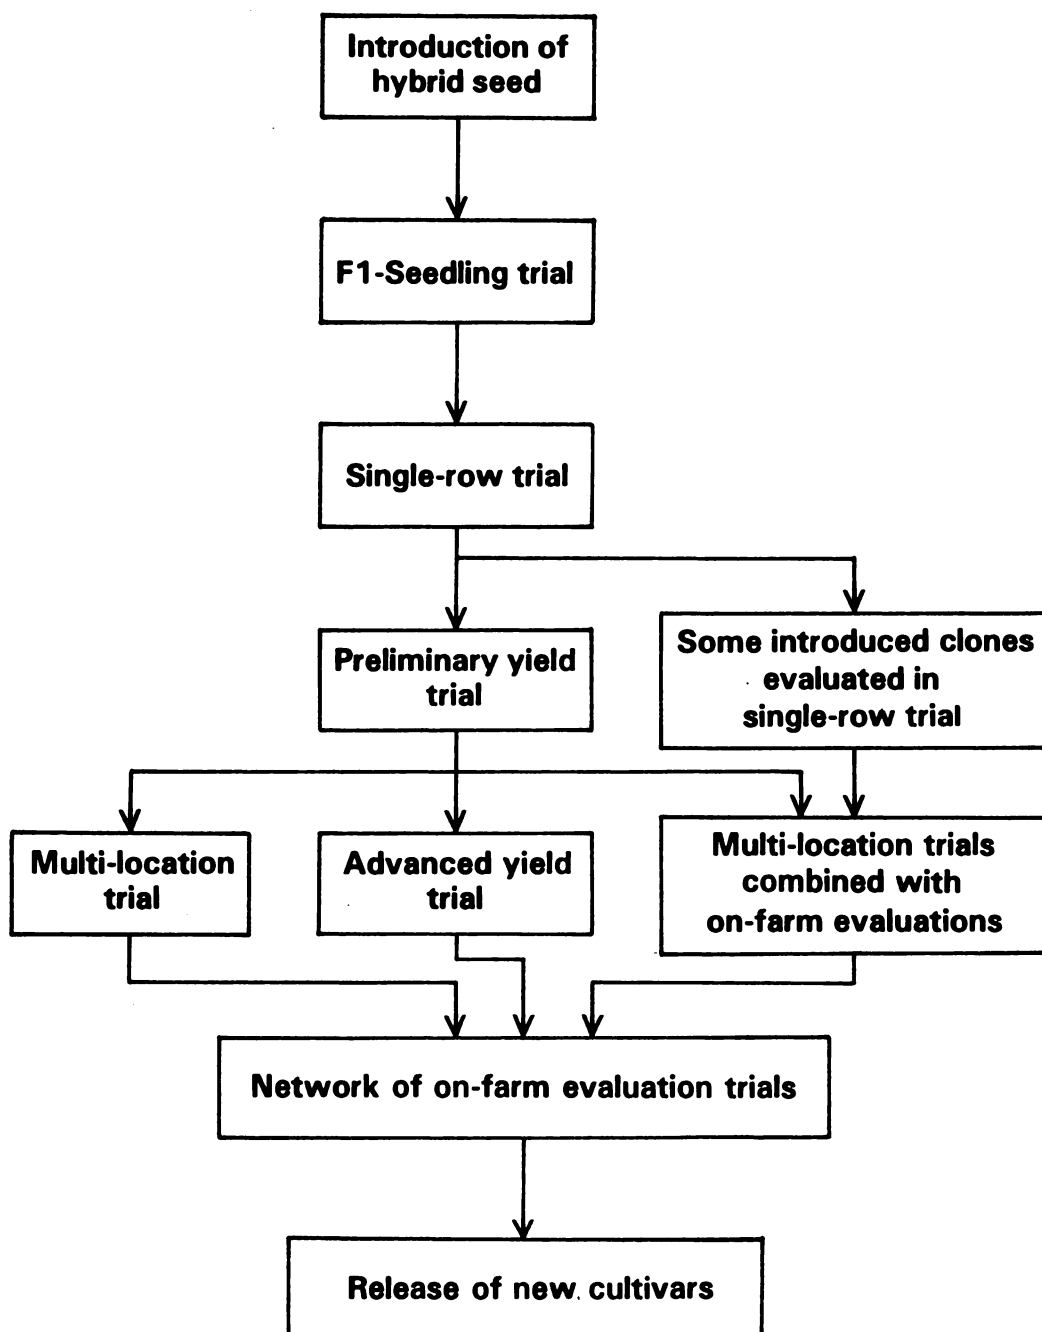 Introduction of
hybrid seed
F1-Seedling trial
Single-row trial
Preliminary yield
trial
Some introduced clones
evaluated in
single-row trial
Multi-location
trial
Advanced yield
trial
Multi-location trials
combined with
on-farm evaluations
Network of on-farm evaluation trials
Release of new cultivars